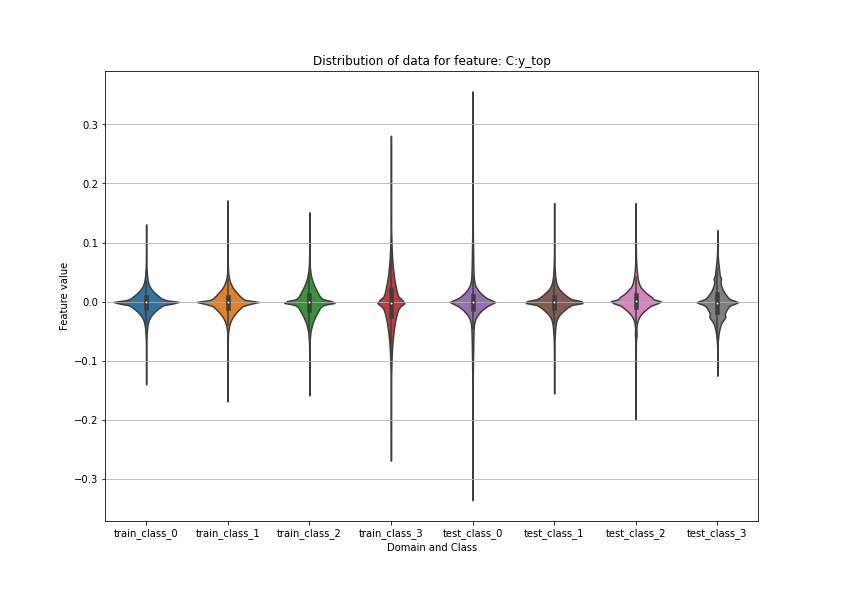 Distribution of data for feature: C:y_top
Feature value
0.3
0.2
0.1
0.0
−0.1
−0.2
−0.3
train_class_0 train_class_1 train_class_2 train_class_3 test_class_0 test_class_1 test_class_2 test_class_3
Domain and Class